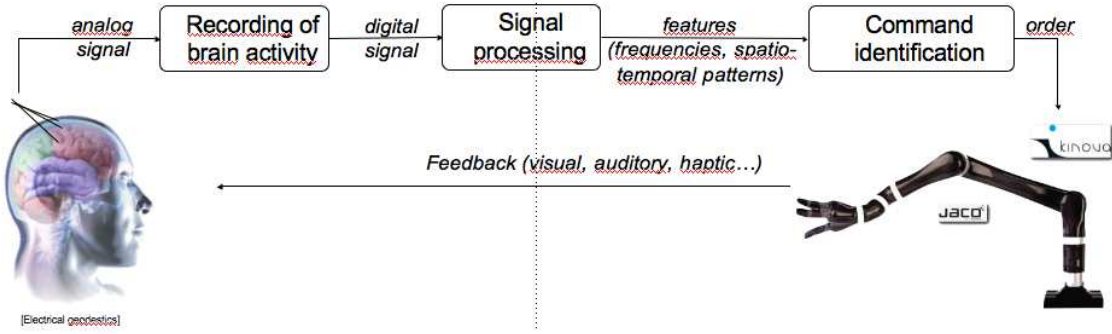 analog
signal
Recording of
brain activity
digital
signal
Signal
processing
features
(frequencies, spatio-
temporal patterns)
Command
identification
order
kinova
Feedback (visual, auditory, haptic…)
JACO
[Electrical geodestics]